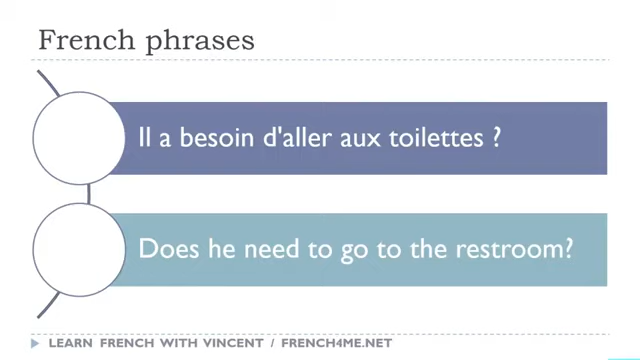 French phrases
Il a besoin d'aller aux toilettes ?
Does he need to go to the restroom?
LEARN FRENCH WITH VINCENT / FRENCH4ME.NET